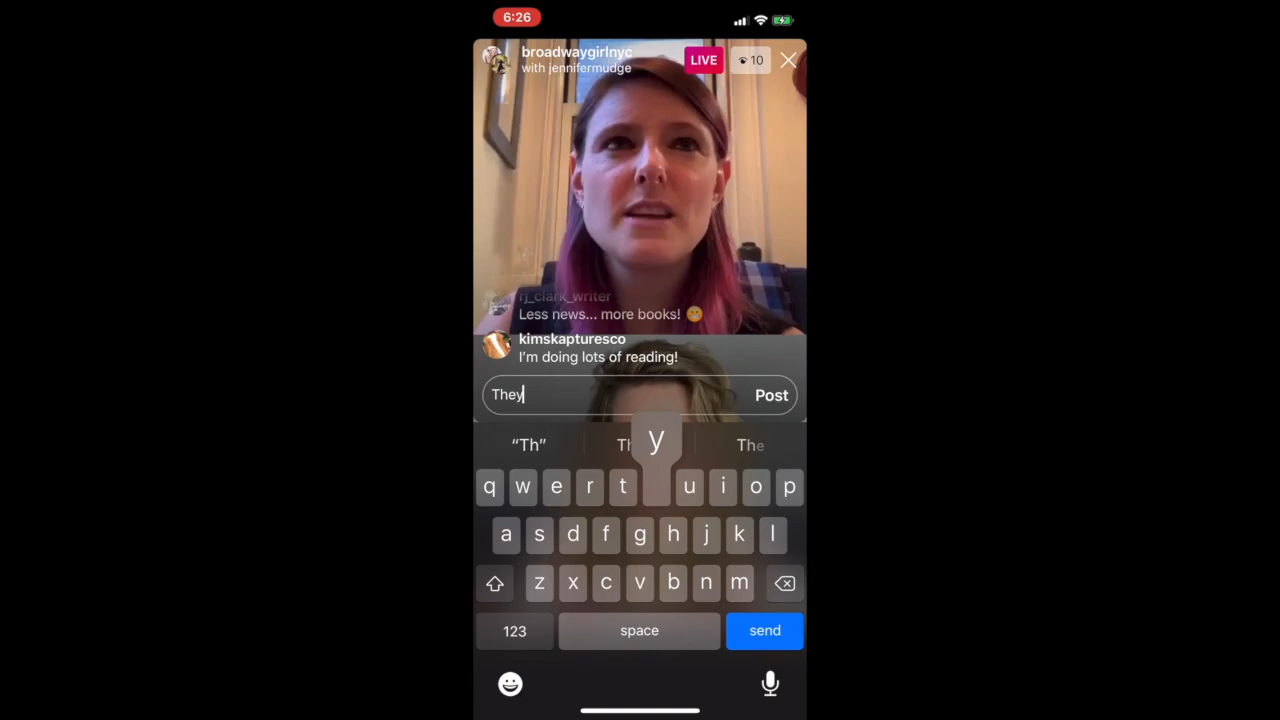 6:26
broadwaygirlnyc
with jennifermudge
LIVE
10
rj_clark_writer
Less news... more books! 😬
kimskapturesco
I'm doing lots of reading!
They
Post
“Th”
Th
y
The
q w e r t u i o p
a s d f g h j k l
z x c v b n m
123
space
send